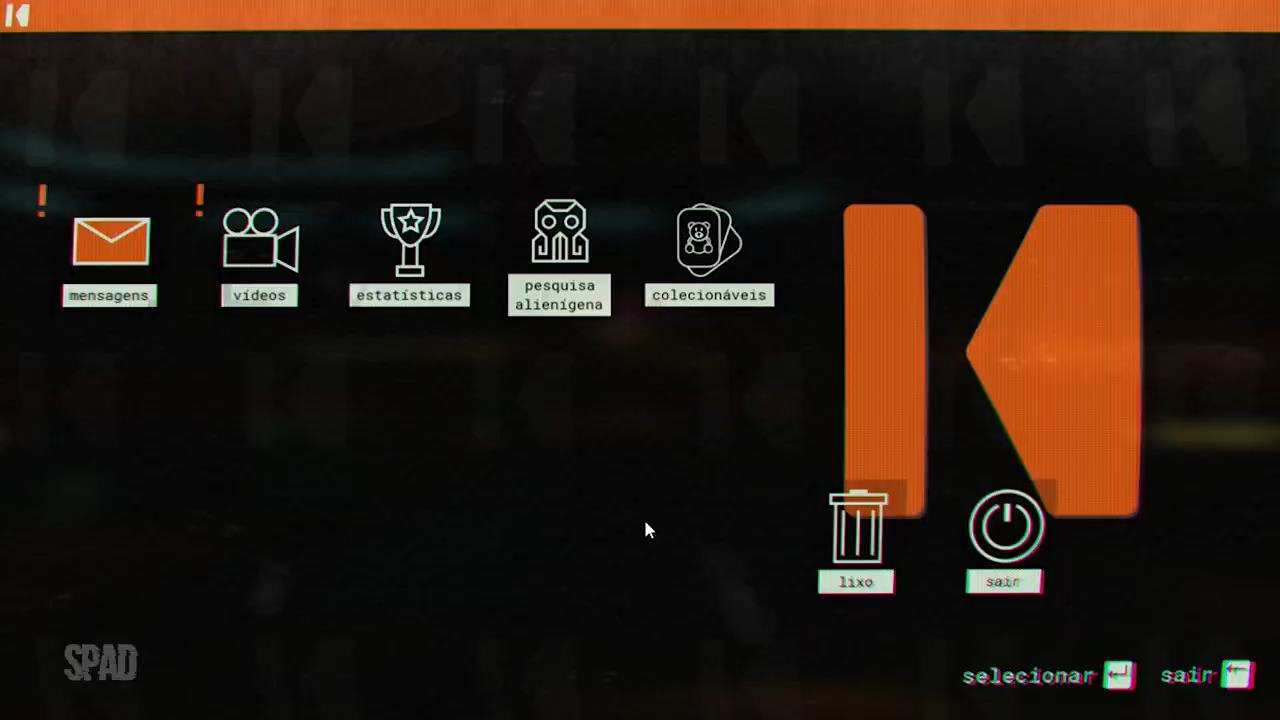 !
!
mensagens
vídeos
estatísticas
pesquisa
alienígena
colecionáveis
lixo
sair
SPAD
selecionar
sair